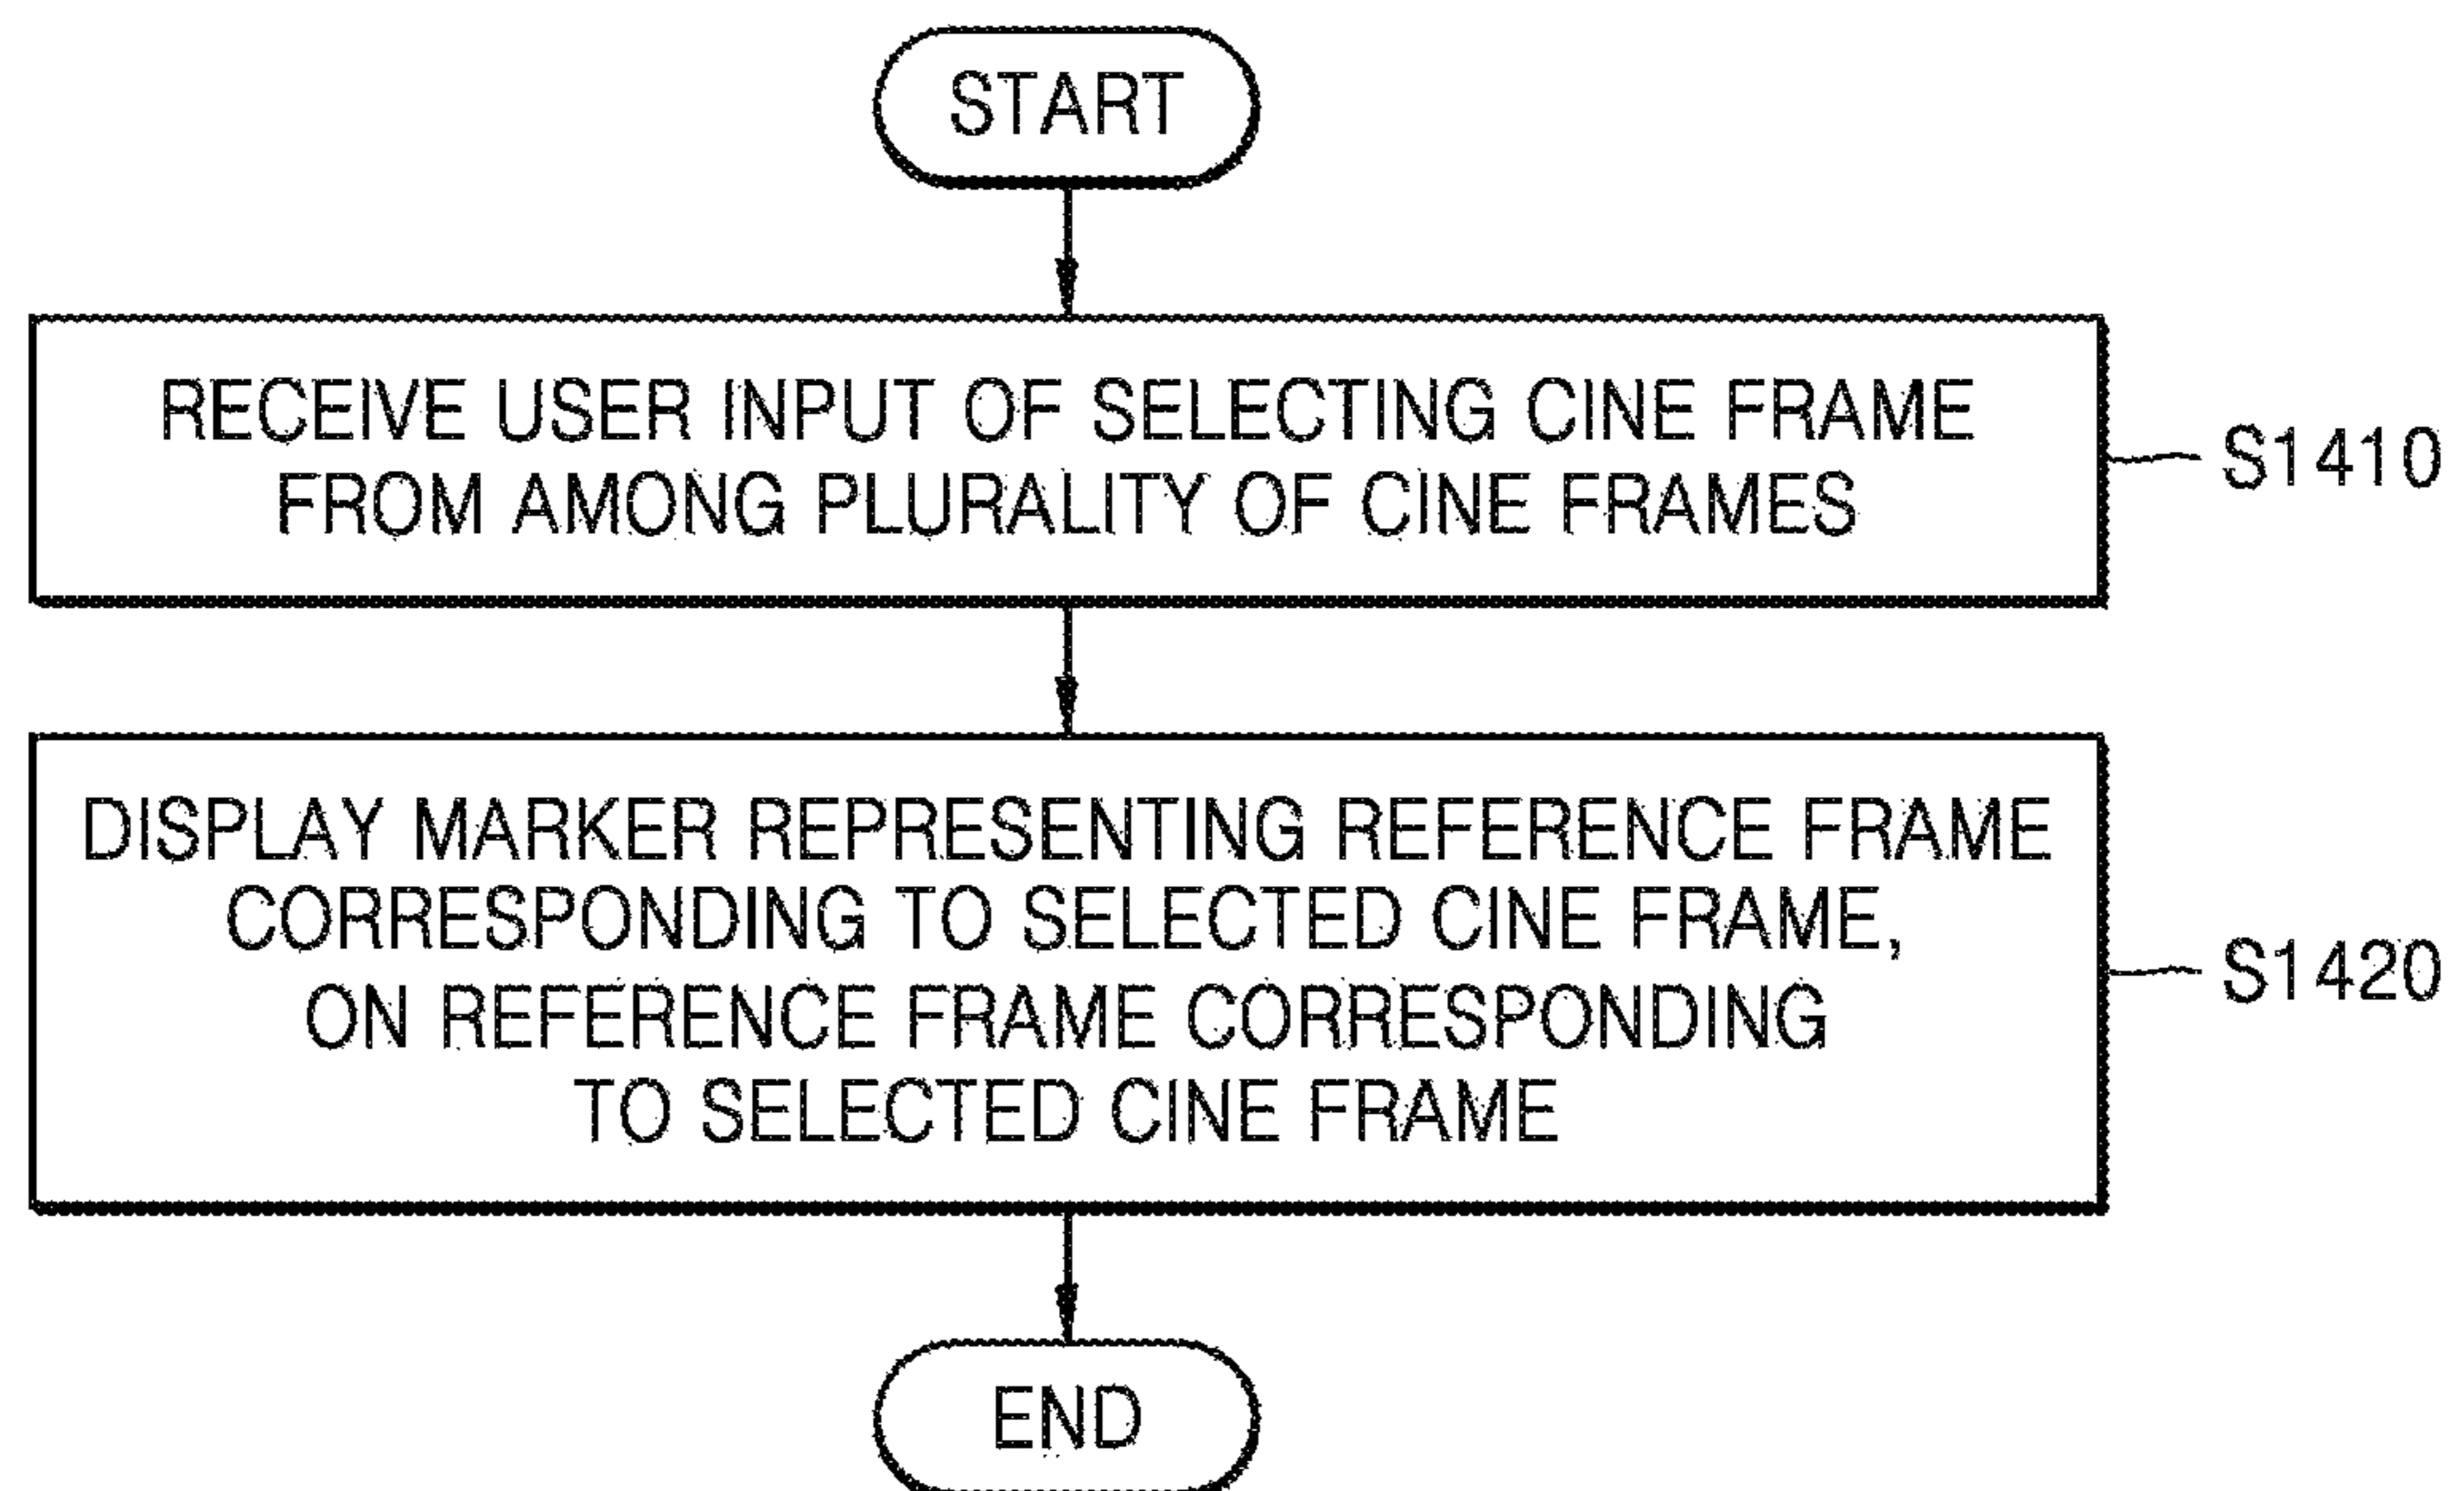 START
RECEIVE USER INPUT OF SELECTING CINE FRAME
FROM AMONG PLURALITY OF CINE FRAMES
S1410
DISPLAY MARKER REPRESENTING REFERENCE FRAME
CORRESPONDING TO SELECTED CINE FRAME,
ON REFERENCE FRAME CORRESPONDING
TO SELECTED CINE FRAME
S1420
END